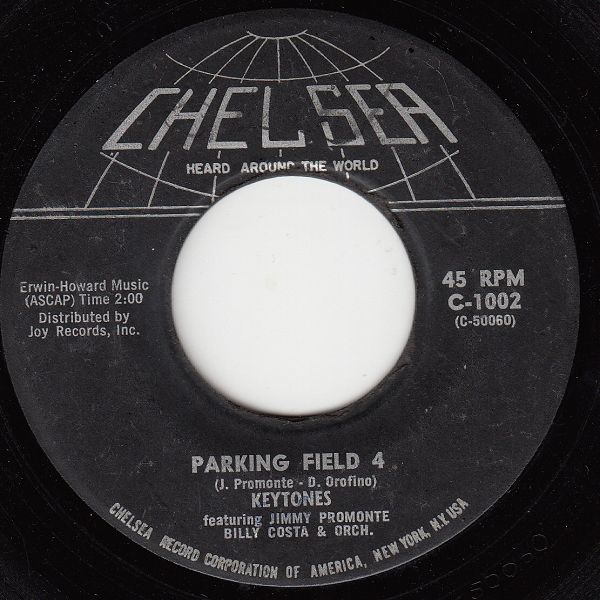 CHELSEA
HEARD AROUND THE WORLD
Erwin-Howard Music
(ASCAP) Time 2:00
Distributed by
Joy Records, Inc.
45 RPM
C-1002
(C-50060)
PARKING FIELD 4
(J. Promonte - D. Orofino)
KEYTONES
featuring JIMMY PROMONTE
BILLY COSTA & ORCH.
CHELSEA RECORD CORPORATION OF AMERICA, NEW YORK, N.Y. USA